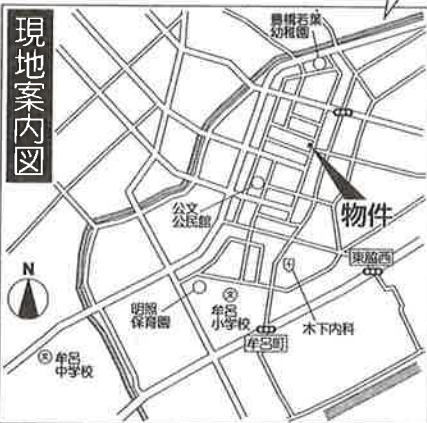 現地案内図
豊橋若葉
幼稚園
物件
公文
公民館
東脇西
N
明照
保育園
牟呂
小学校
木下内科
牟呂町
牟呂
中学校